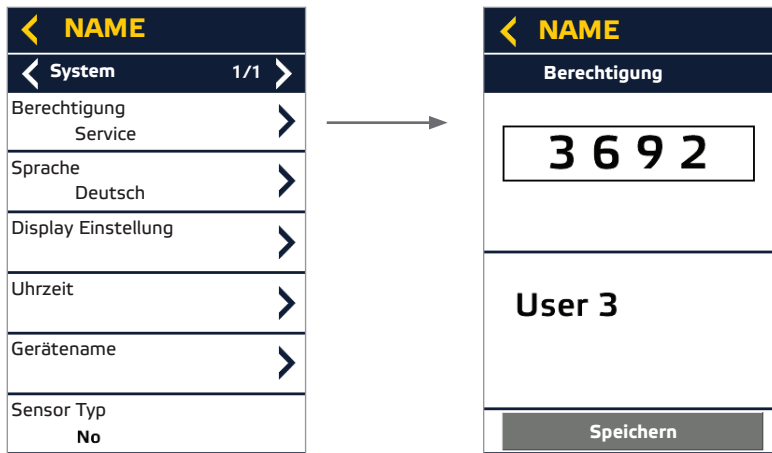 NAME
System 1/1
Berechtigung
Service
Sprache
Deutsch
Display Einstellung
Uhrzeit
Gerätename
Sensor Typ
No
NAME
Berechtigung
3 6 9 2
User 3
Speichern